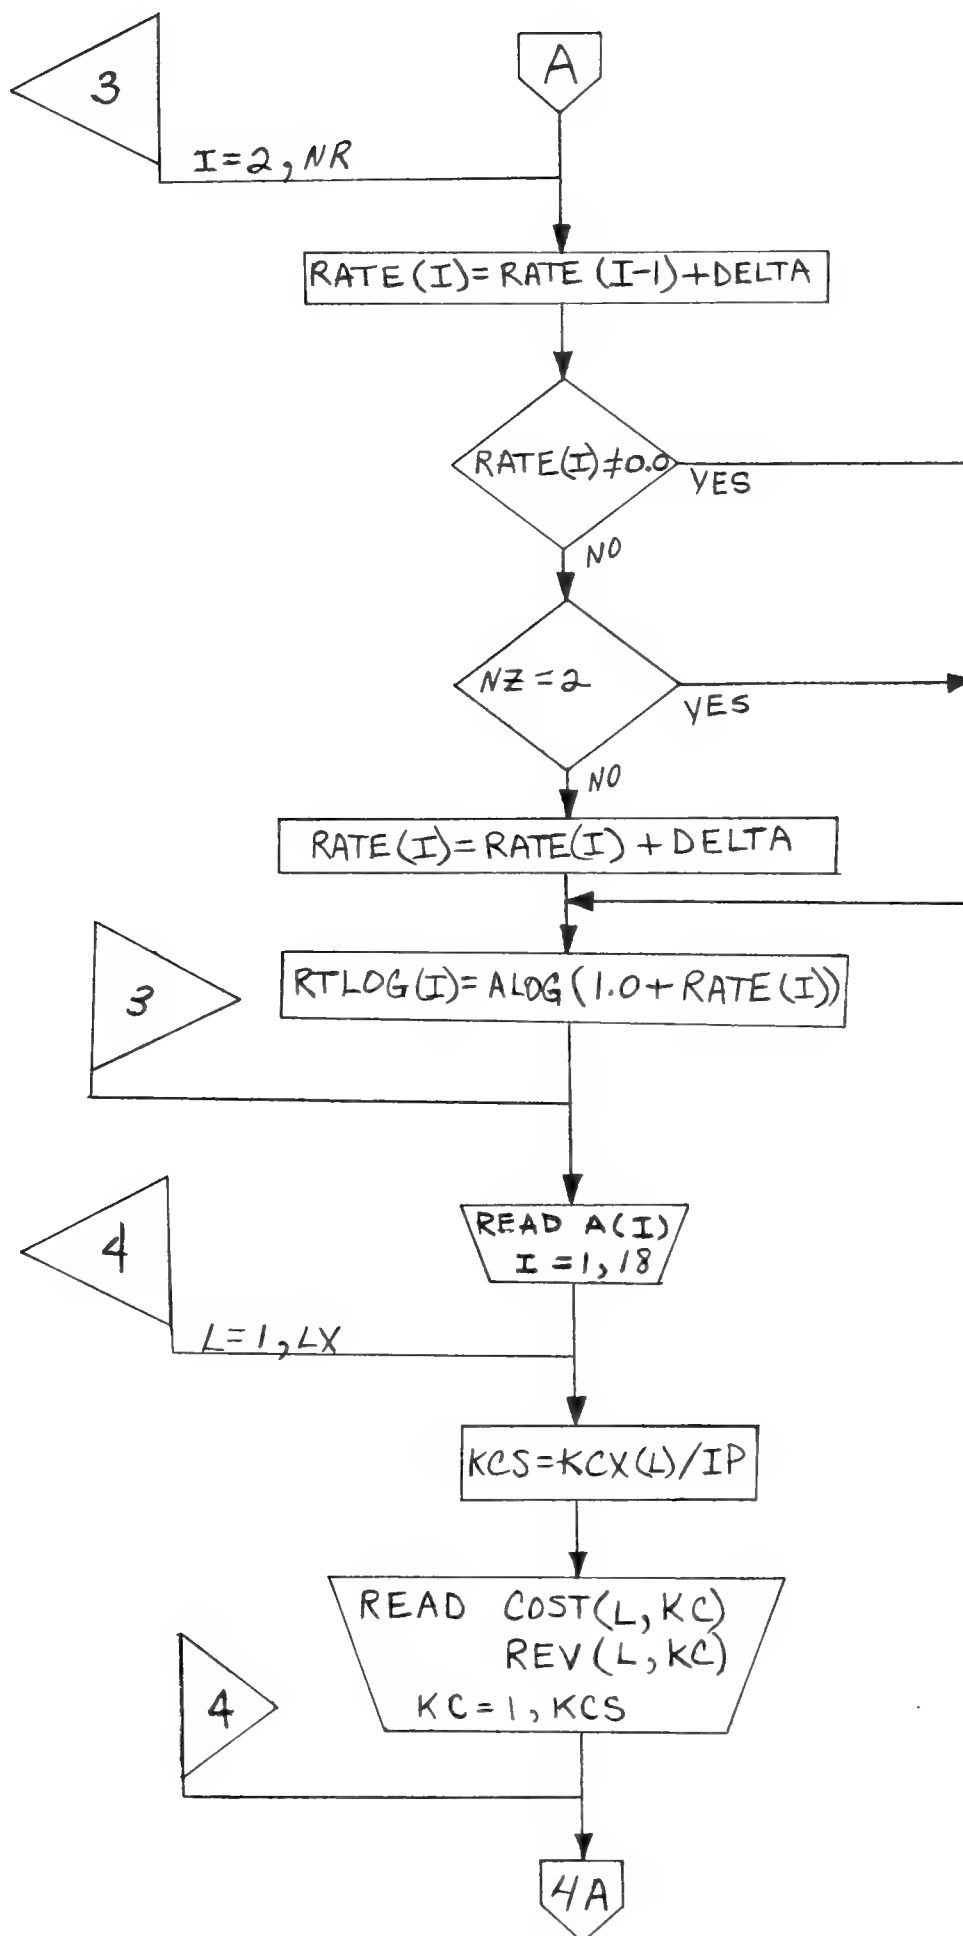 3
A
I=2, NR
RATE(I)=RATE(I-1)+DELTA
RATE(I)≠0.0
YES
NO
NZ=2
YES
NO
RATE(I)=RATE(I)+DELTA
3
RTLOG(I)=ALOG(1.0+RATE(I))
READ A(I)
I=1,18
4
L=1,LX
KCS=KCX(L)/IP
READ COST(L,KC)
REV(L,KC)
KC=1,KCS
4
4A